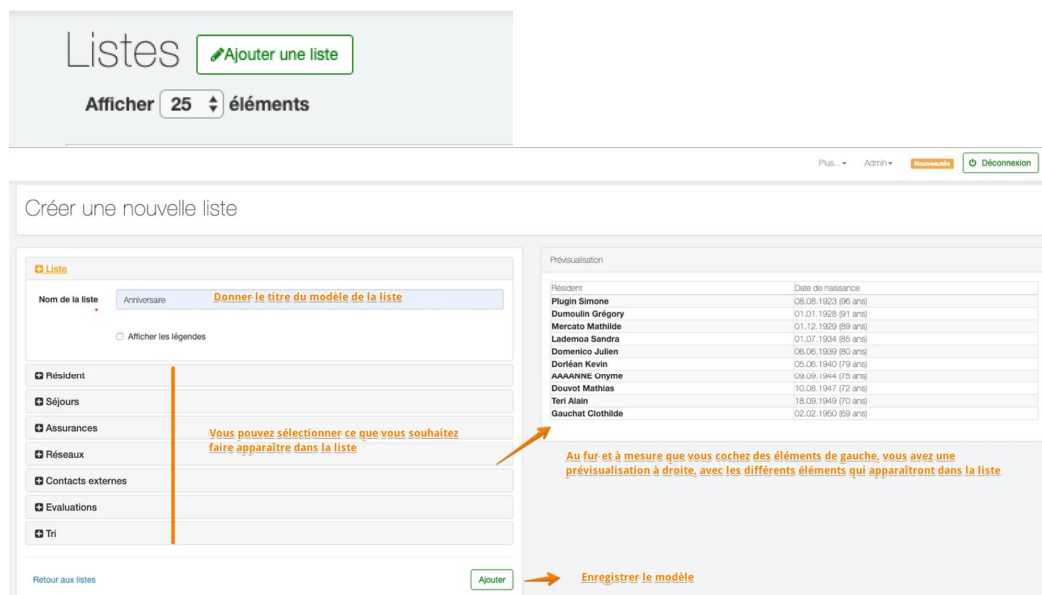 Listes
Ajouter une liste
Afficher 25 éléments
Plus...
Admin
Nouveautés
Déconnexion
Créer une nouvelle liste
Liste
Nom de la liste
*
Anniversaire
Donner le titre du modèle de la liste
Afficher les légendes
Résident
Séjours
Assurances
Réseaux
Contacts externes
Evaluations
Tri
Vous pouvez sélectionner ce que vous souhaitez
faire apparaître dans la liste
Retour aux listes
Ajouter
Prévisualisation
Résident Date de naissance
Plugin Simone 08.08.1923 (96 ans)
Dumoulin Grégory 01.01.1928 (91 ans)
Mercato Mathilde 01.12.1929 (89 ans)
Lademoa Sandra 01.07.1934 (85 ans)
Domenico Julien 06.06.1939 (80 ans)
Dorléan Kevin 05.06.1940 (79 ans)
AAAANNE Onyme 09.09.1944 (75 ans)
Douvot Mathias 10.08.1947 (72 ans)
Teri Alain 18.09.1949 (70 ans)
Gauchat Clothilde 02.02.1950 (69 ans)
Au fur et à mesure que vous cochez des éléments de gauche, vous avez une
prévisualisation à droite, avec les différents éléments qui apparaîtront dans la liste
Enregistrer le modèle